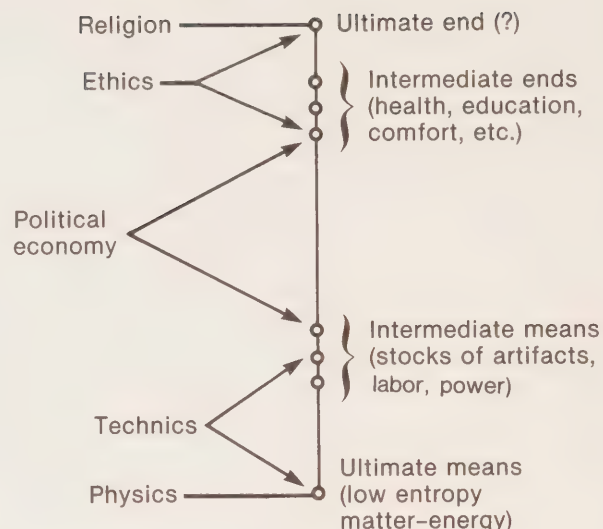 Religion
Ultimate end (?)
Ethics
Intermediate ends
(health, education,
comfort, etc.)
Political
economy
Intermediate means
(stocks of artifacts,
labor, power)
Technics
Physics
Ultimate means
(low entropy
matter–energy)